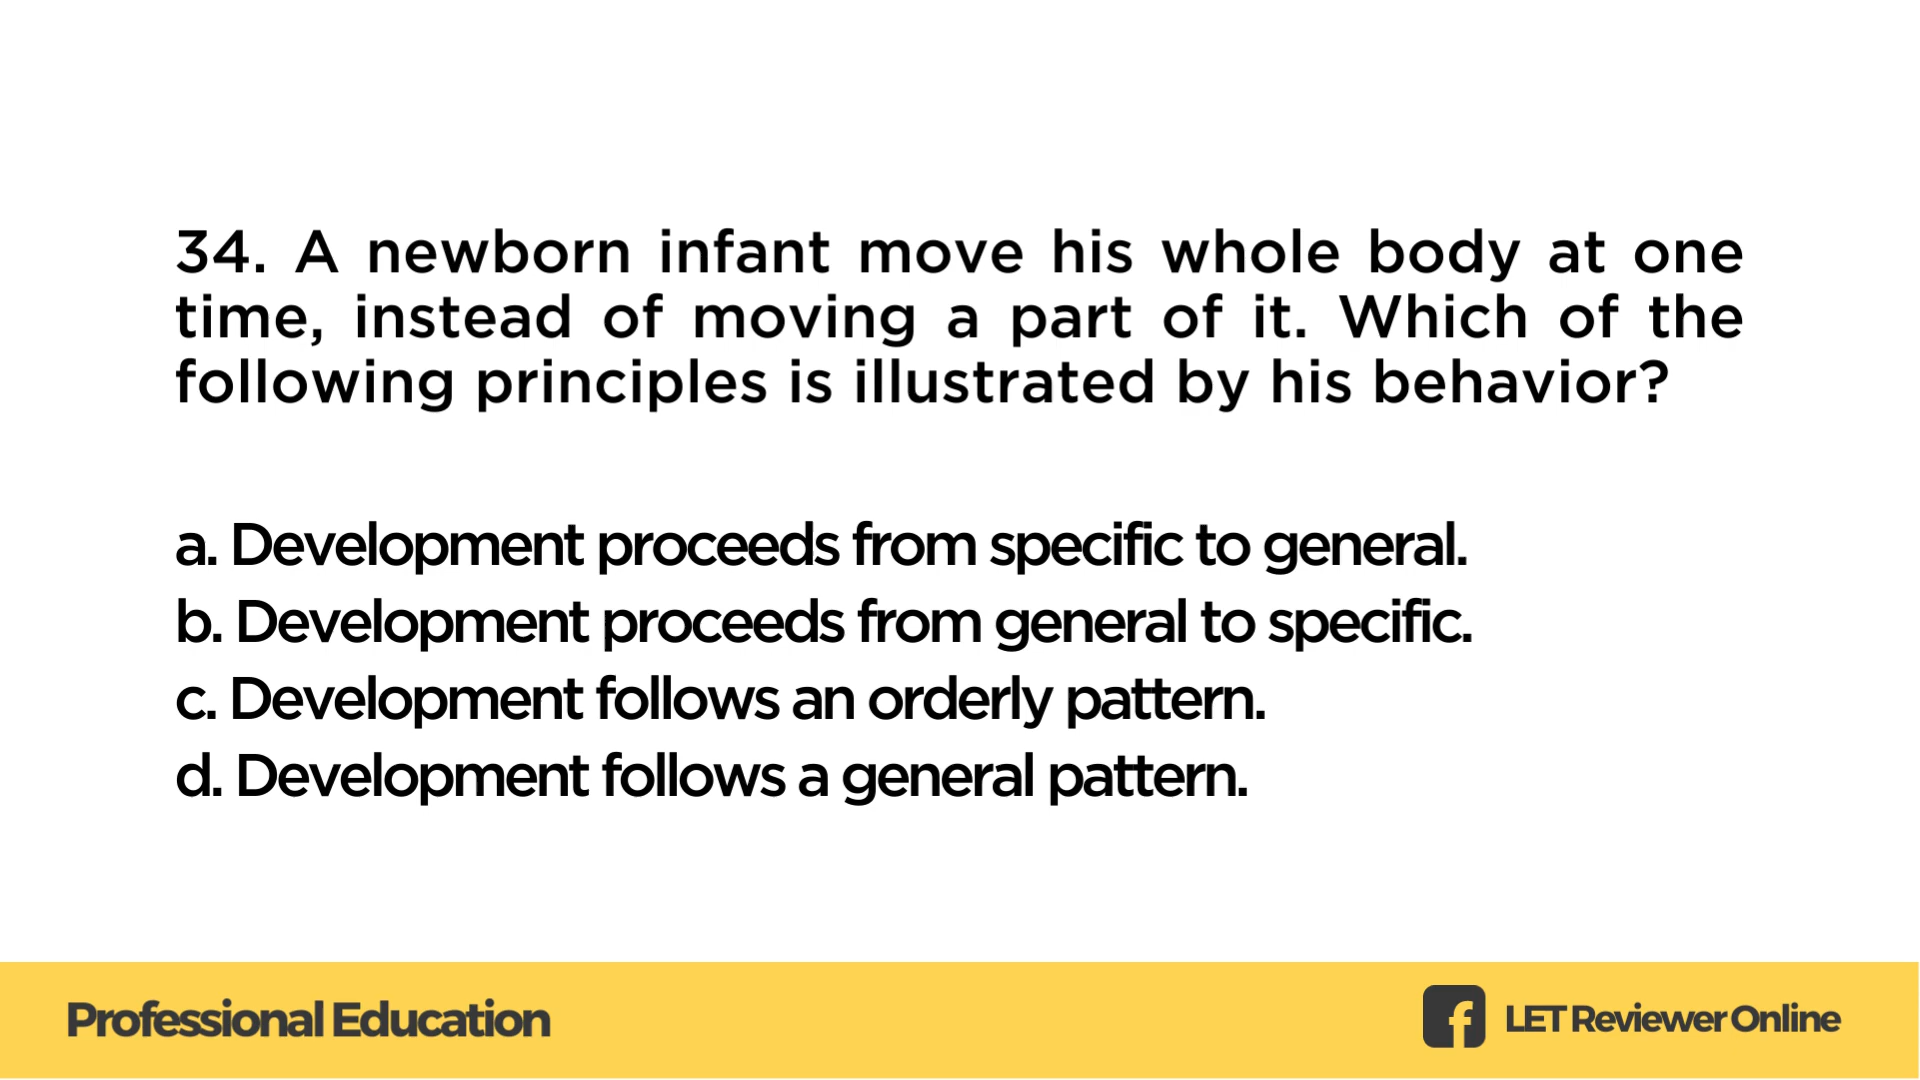 34. A newborn infant move his whole body at one
time, instead of moving a part of it. Which of the
following principles is illustrated by his behavior?
a. Development proceeds from specific to general.
b. Development proceeds from general to specific.
c. Development follows an orderly pattern.
d. Development follows a general pattern.
Professional Education
LET Reviewer Online